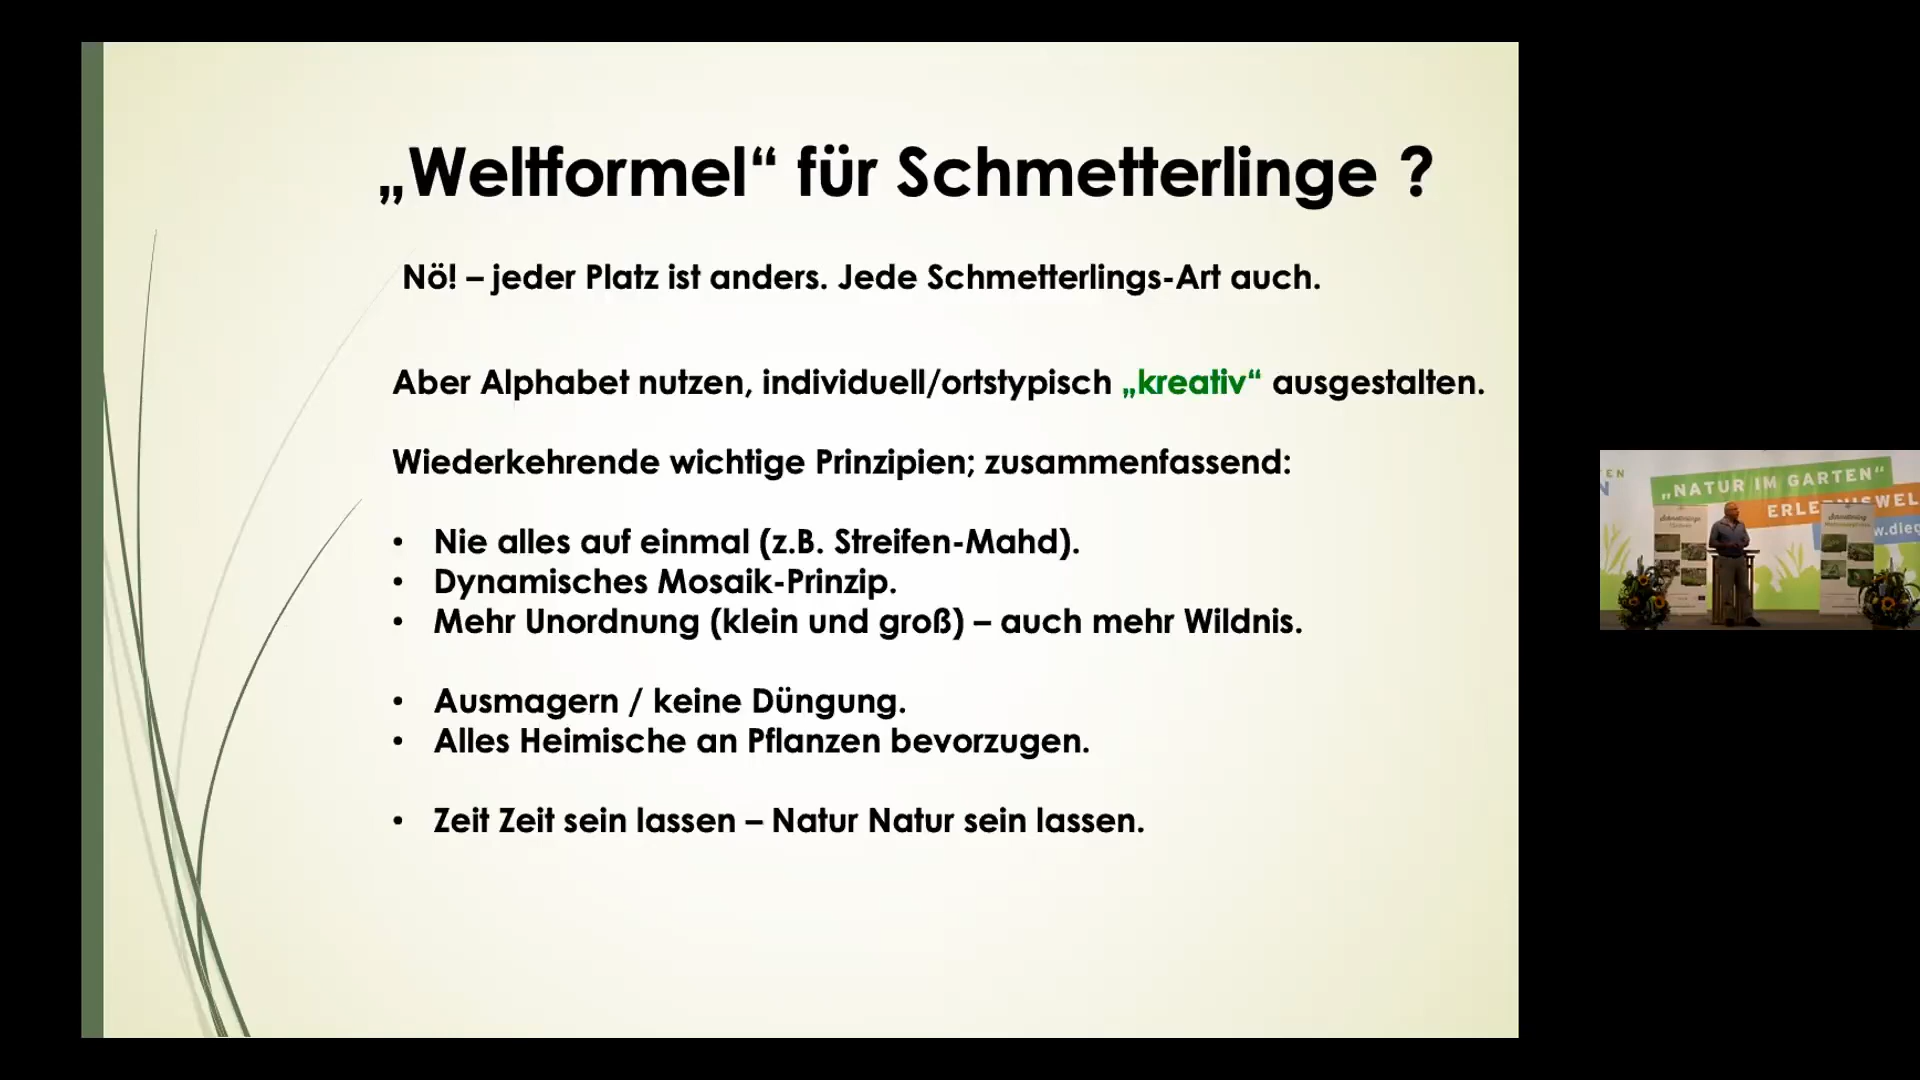 „Weltformel“ für Schmetterlinge ?
Nö! – jeder Platz ist anders. Jede Schmetterlings-Art auch.
Aber Alphabet nutzen, individuell/ortstypisch „kreativ“ ausgestalten.
Wiederkehrende wichtige Prinzipien; zusammenfassend:
• Nie alles auf einmal (z.B. Streifen-Mahd).
• Dynamisches Mosaik-Prinzip.
• Mehr Unordnung (klein und groß) – auch mehr Wildnis.
• Ausmagern / keine Düngung.
• Alles Heimische an Pflanzen bevorzugen.
• Zeit Zeit sein lassen – Natur Natur sein lassen.
„NATUR IM GARTEN“